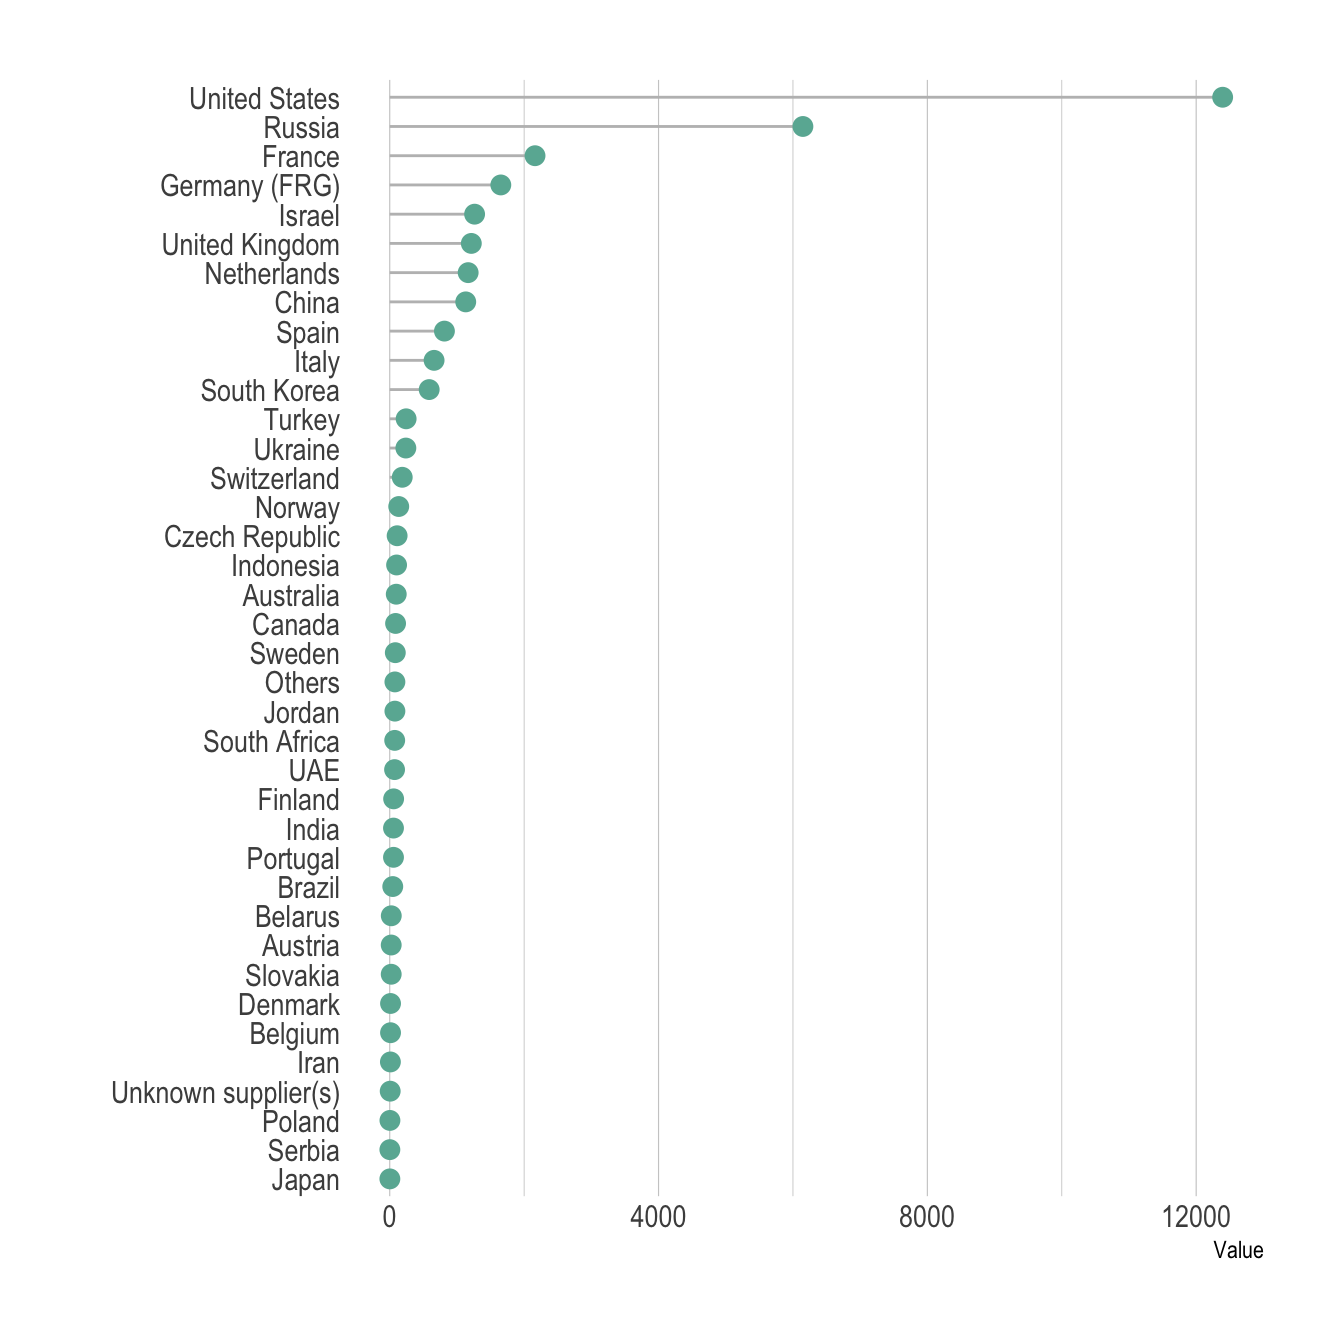 United States
Russia
France
Germany (FRG)
Israel
United Kingdom
Netherlands
China
Spain
Italy
South Korea
Turkey
Ukraine
Switzerland
Norway
Czech Republic
Indonesia
Australia
Canada
Sweden
Others
Jordan
South Africa
UAE
Finland
India
Portugal
Brazil
Belarus
Austria
Slovakia
Denmark
Belgium
Iran
Unknown supplier(s)
Poland
Serbia
Japan
0 4000 8000 12000
Value